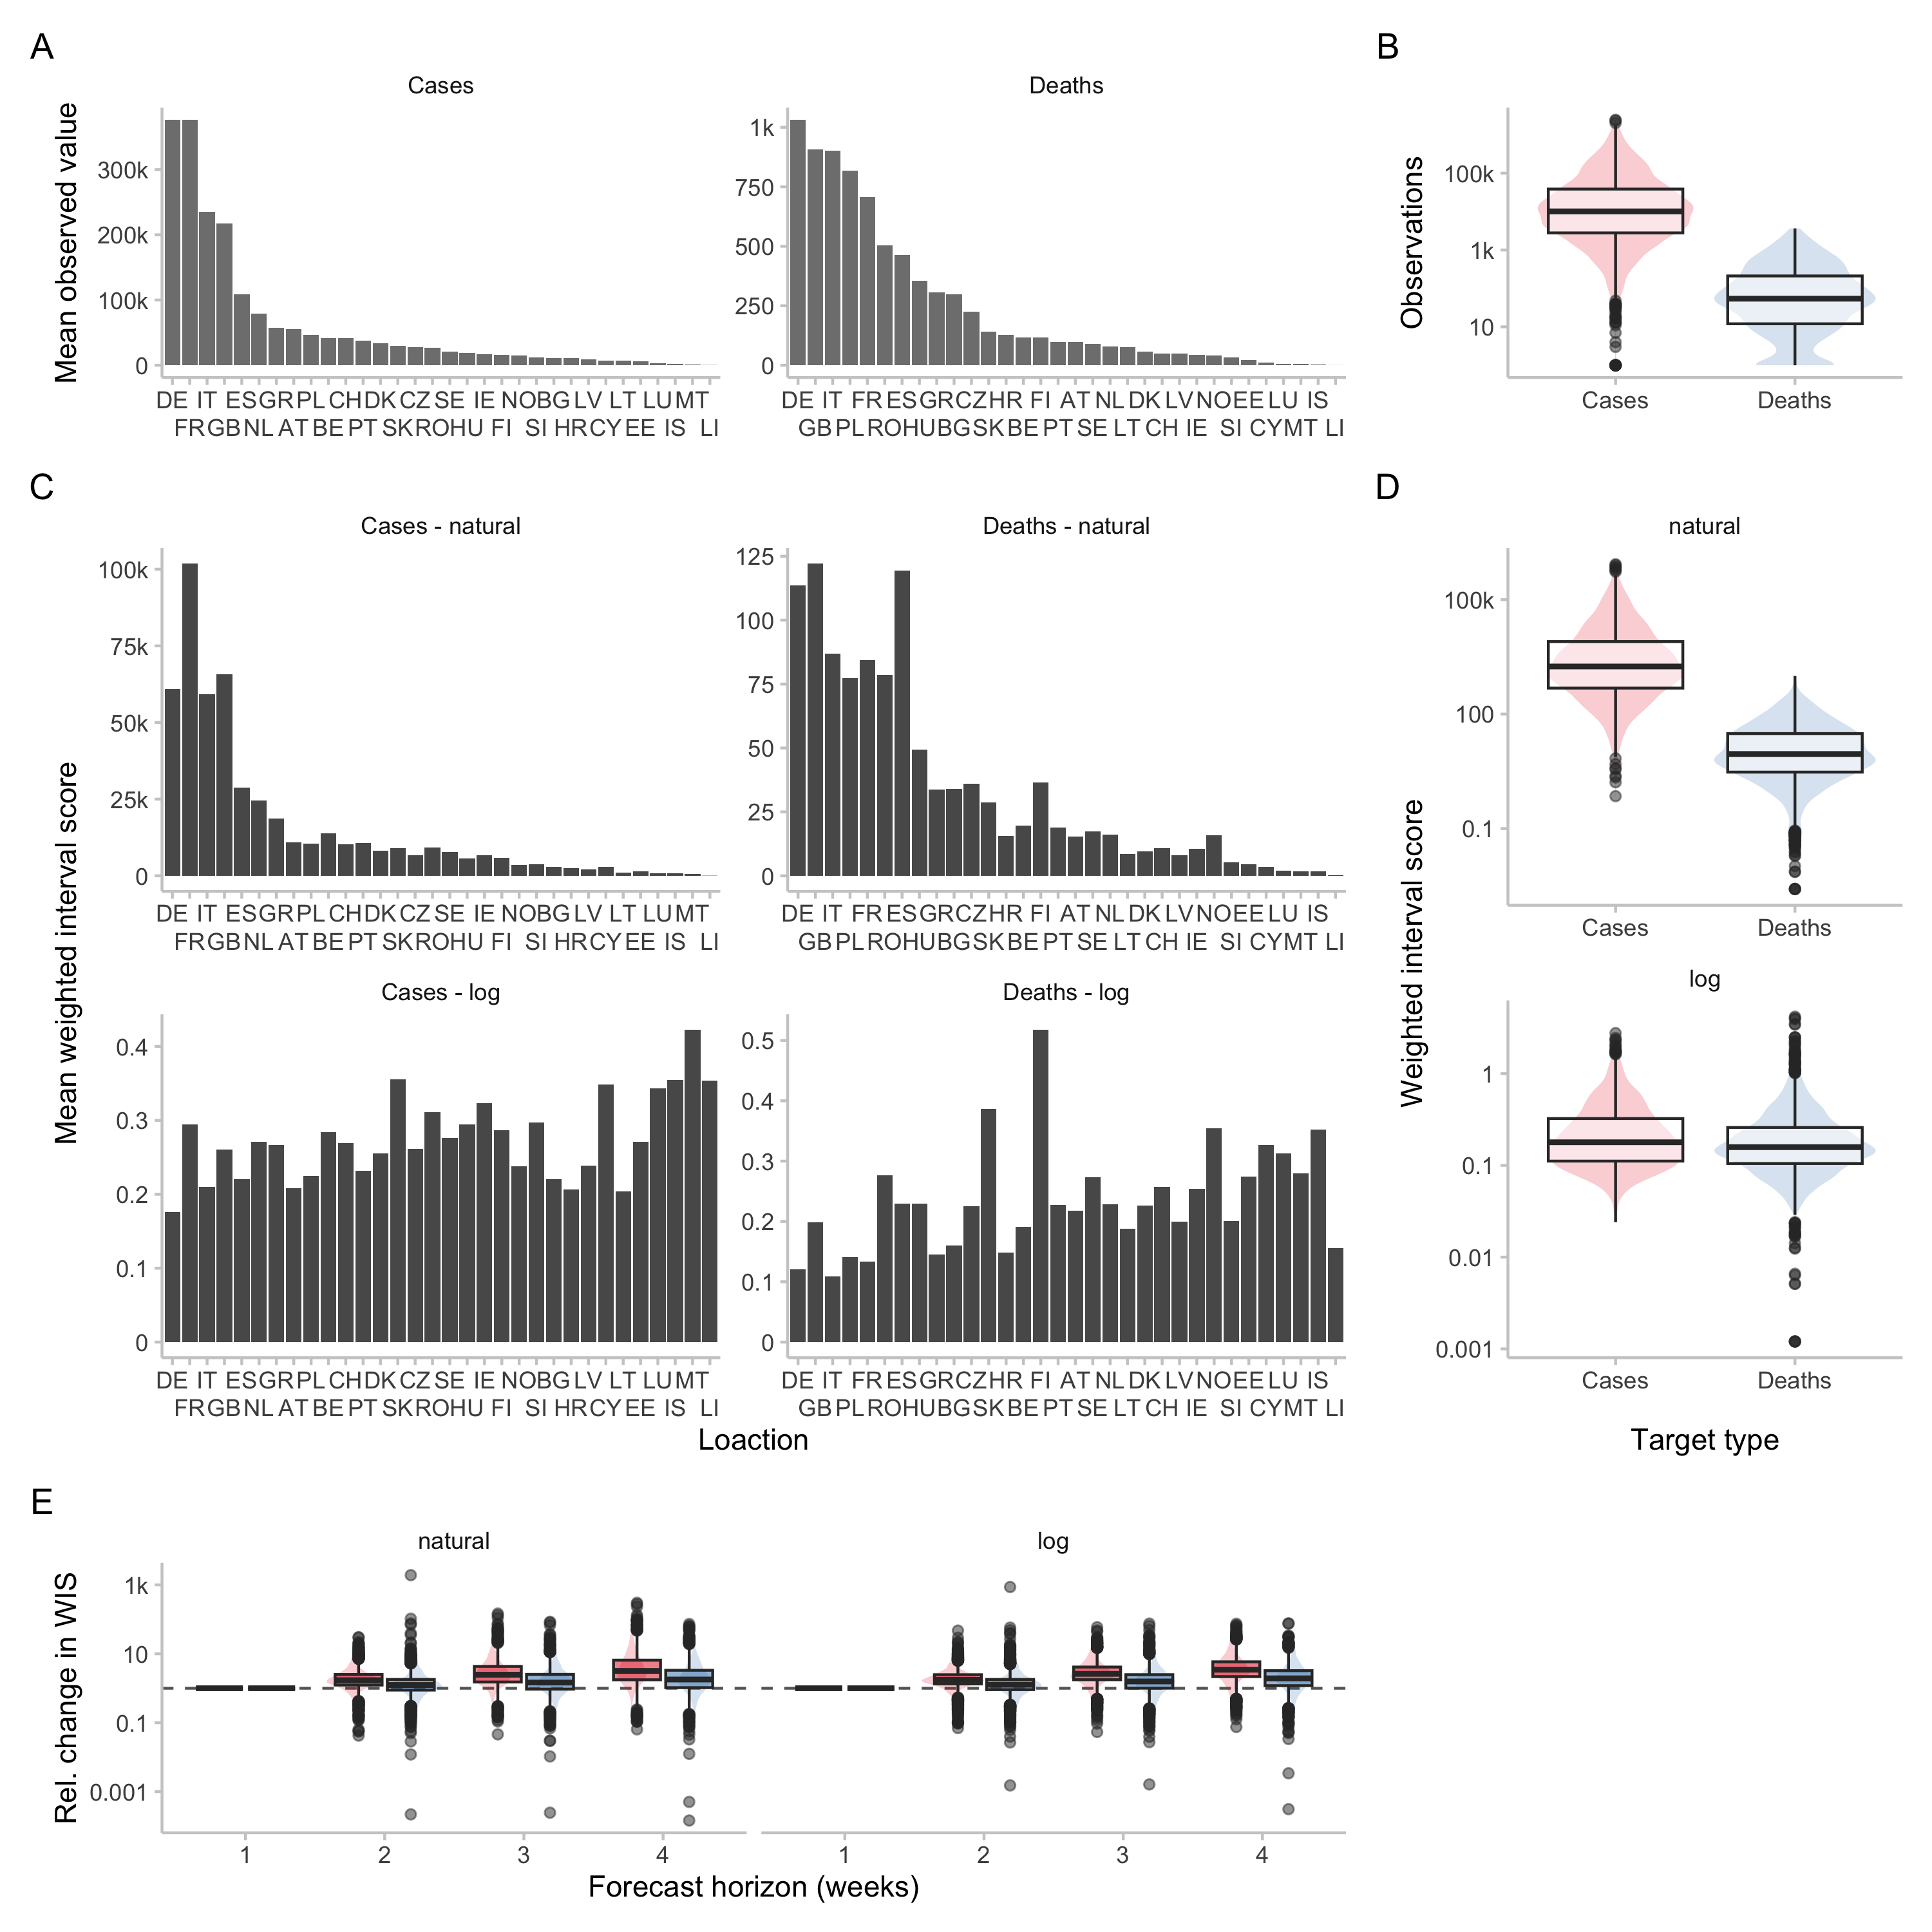 A
B
Cases
Deaths
Mean observed value
300k
200k
100k
0
1k
750
500
250
0
Observations
100k
1k
10
DE IT ES GR PL CH DK CZ SE IE NO BG LV LT LU MT
FR GB NL AT BE PT SK RO HU FI SI HR CY EE IS LI
DE IT FR ES GR CZ HR FI AT NL DK LV NO EE LU IS
GB PL RO HU BG SK BE PT SE LT CH IE SI CY MT LI
Cases Deaths
C
D
Cases - natural
Deaths - natural
natural
Mean weighted interval score
100k
75k
50k
25k
0
125
100
75
50
25
0
Weighted interval score
100k
100
0.1
DE IT ES GR PL CH DK CZ SE IE NO BG LV LT LU MT
FR GB NL AT BE PT SK RO HU FI SI HR CY EE IS LI
DE IT FR ES GR CZ HR FI AT NL DK LV NO EE LU IS
GB PL RO HU BG SK BE PT SE LT CH IE SI CY MT LI
Cases Deaths
Cases - log
Deaths - log
log
0.4
0.3
0.2
0.1
0
0.5
0.4
0.3
0.2
0.1
0
1
0.1
0.01
0.001
DE IT ES GR PL CH DK CZ SE IE NO BG LV LT LU MT
FR GB NL AT BE PT SK RO HU FI SI HR CY EE IS LI
DE IT FR ES GR CZ HR FI AT NL DK LV NO EE LU IS
GB PL RO HU BG SK BE PT SE LT CH IE SI CY MT LI
Cases Deaths
Loaction
Target type
E
natural
log
Rel. change in WIS
1k
10
0.1
0.001
1 2 3 4
1 2 3 4
Forecast horizon (weeks)